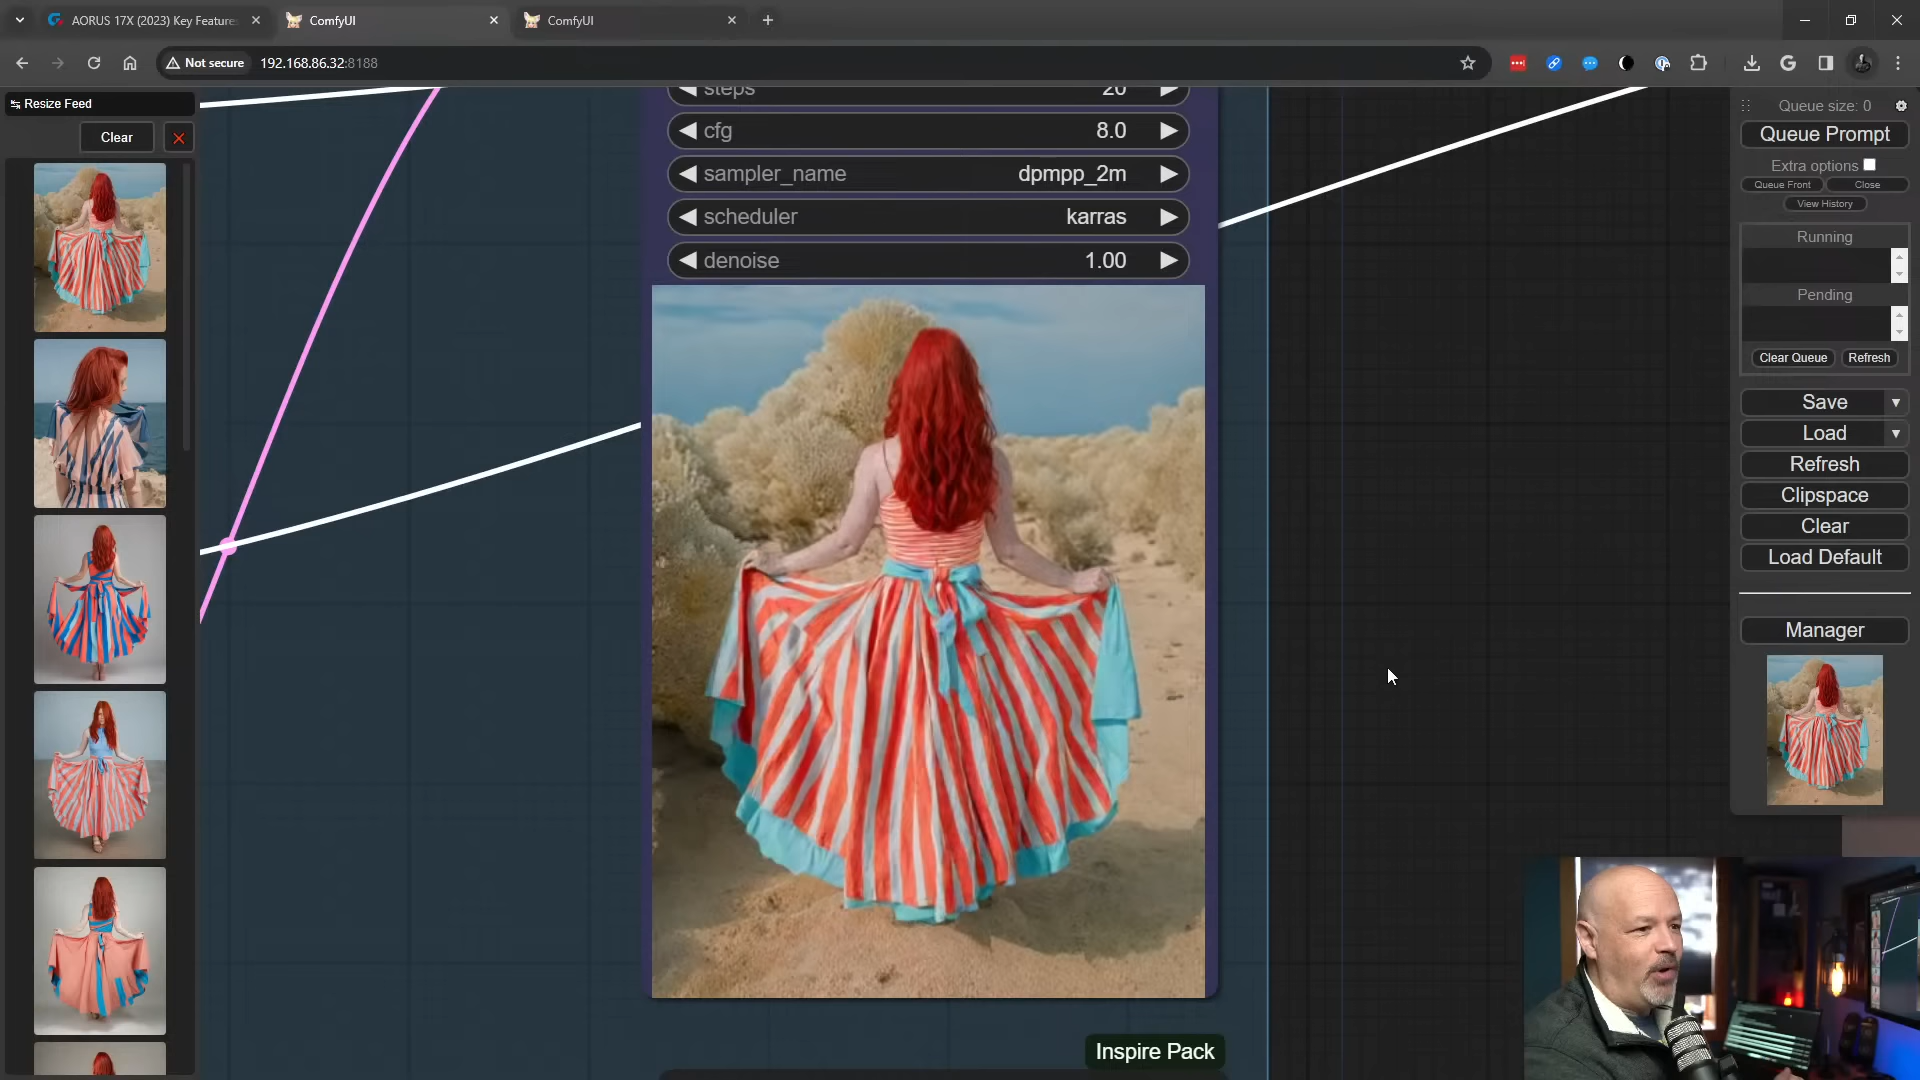 AORUS 17X (2023) Key Feature
ComfyUI
ComfyUI
Not secure
192.168.86.32:8188
Resize Feed
Clear
steps
20
cfg
8.0
sampler_name
dpmpp_2m
scheduler
karras
denoise
1.00
Inspire Pack
Queue size: 0
Queue Prompt
Extra options
Queue Front
Close
View History
Running
Pending
Clear Queue
Refresh
Save
Load
Refresh
Clipspace
Clear
Load Default
Manager